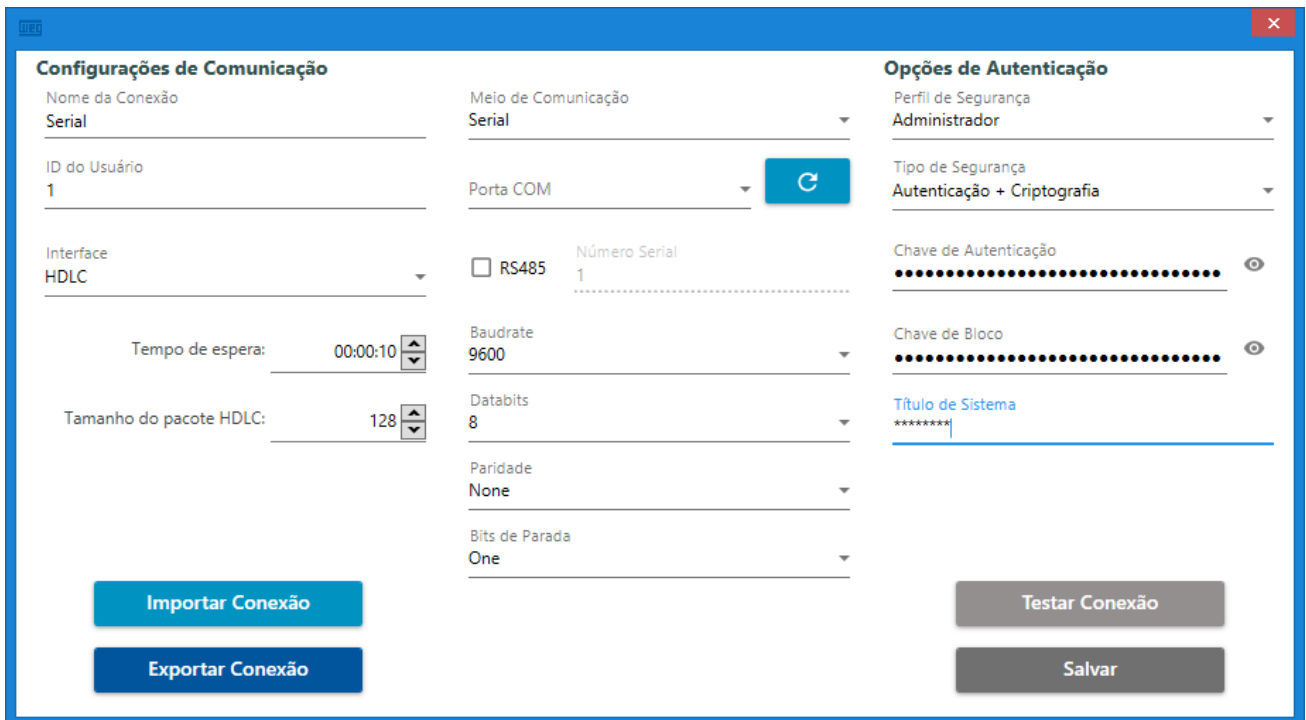 WEG
Configurações de Comunicação
Nome da Conexão
Serial
ID do Usuário
1
Interface
HDLC
Tempo de espera: 00:00:10
Tamanho do pacote HDLC: 128
Importar Conexão
Exportar Conexão
Meio de Comunicação
Serial
Porta COM
RS485
Número Serial
1
Baudrate
9600
Databits
8
Paridade
None
Bits de Parada
One
Opções de Autenticação
Perfil de Segurança
Administrador
Tipo de Segurança
Autenticação + Criptografia
Chave de Autenticação
●●●●●●●●●●●●●●●●●●●●●●●●●●●●●●●●
Chave de Bloco
●●●●●●●●●●●●●●●●●●●●●●●●●●●●●●●●
Título de Sistema
********
Testar Conexão
Salvar